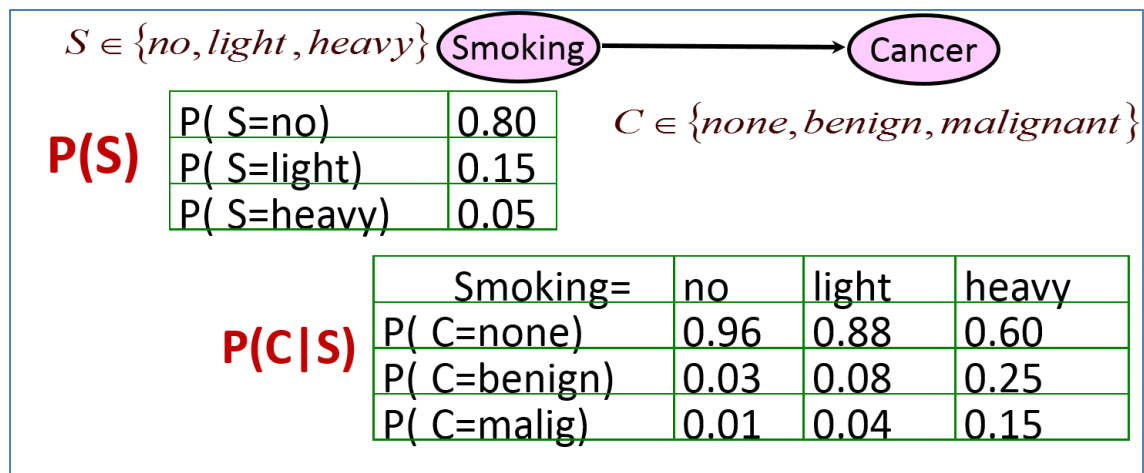 S ∈ {no, light, heavy} Smoking Cancer
C ∈ {none, benign, malignant}
P(S)
P( S=no) 0.80
P( S=light) 0.15
P( S=heavy) 0.05
P(C|S)
Smoking= no light heavy
P( C=none) 0.96 0.88 0.60
P( C=benign) 0.03 0.08 0.25
P( C=malig) 0.01 0.04 0.15